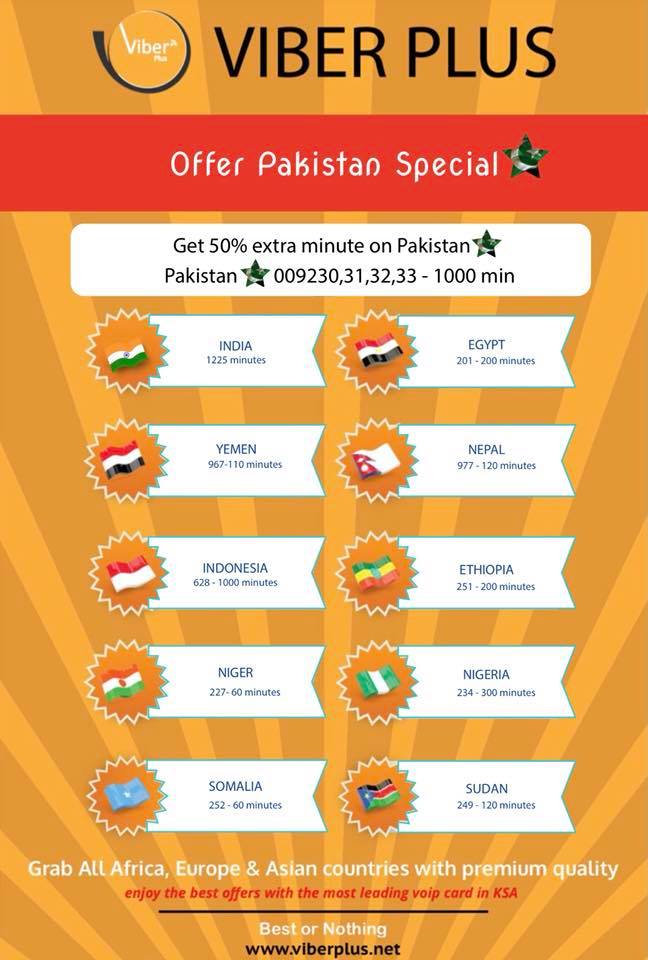 Viber
Plus
VIBER PLUS
Offer Pakistan Special
Get 50% extra minute on Pakistan
Pakistan 009230,31,32,33 - 1000 min
INDIA
1225 minutes
EGYPT
201 - 200 minutes
YEMEN
967-110 minutes
NEPAL
977 - 120 minutes
INDONESIA
628 - 1000 minutes
ETHIOPIA
251 - 200 minutes
NIGER
227- 60 minutes
NIGERIA
234 - 300 minutes
SOMALIA
252 - 60 minutes
SUDAN
249 - 120 minutes
Grab All Africa, Europe & Asian countries with premium quality
enjoy the best offers with the most leading voip card in KSA
Best or Nothing
www.viberplus.net